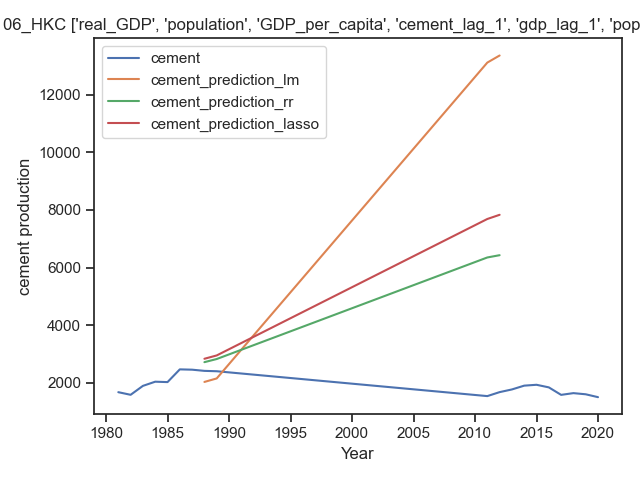 06_HKC ['real_GDP', 'population', 'GDP_per_capita', 'cement_lag_1', 'gdp_lag_1', 'pop
cement
cement_prediction_lm
cement_prediction_rr
cement_prediction_lasso
cement production
12000
10000
8000
6000
4000
2000
1980 1985 1990 1995 2000 2005 2010 2015 2020
Year